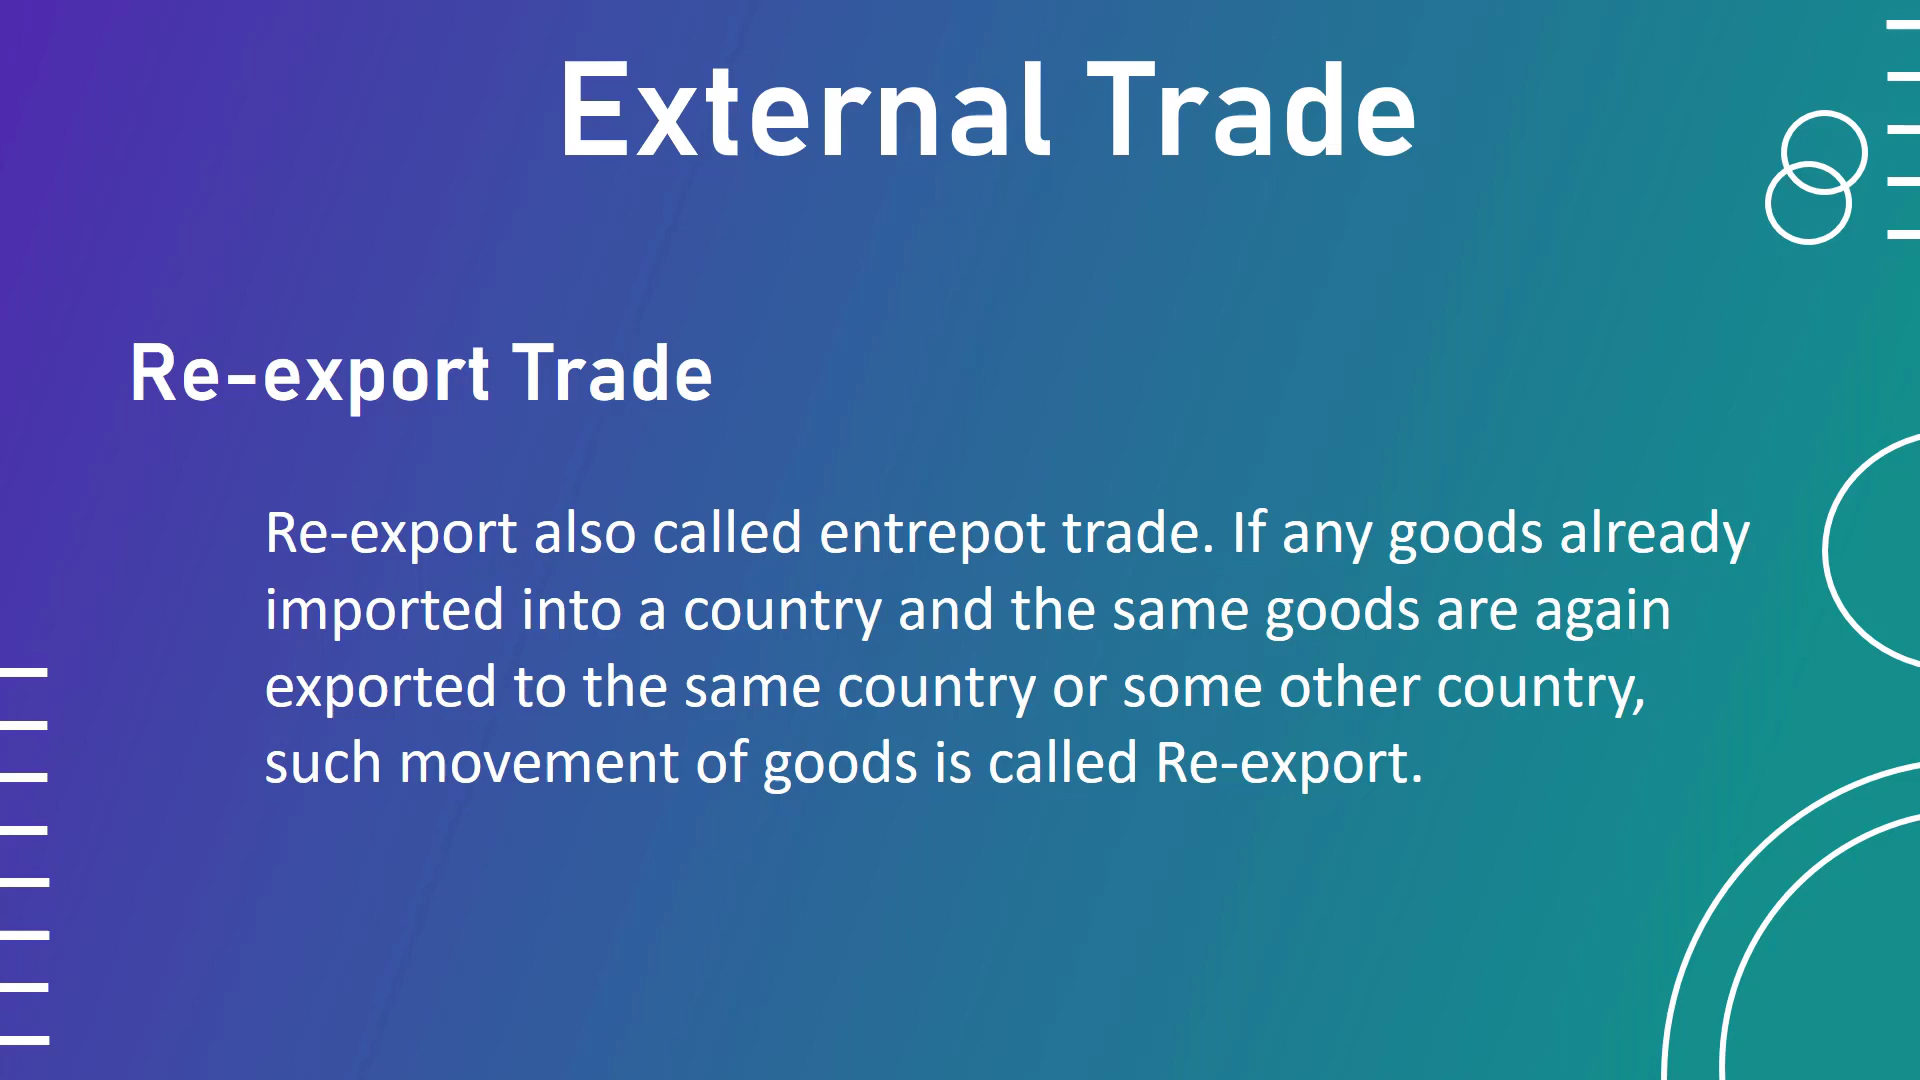 External Trade
Re-export Trade
Re-export also called entrepot trade. If any goods already
imported into a country and the same goods are again
exported to the same country or some other country,
such movement of goods is called Re-export.